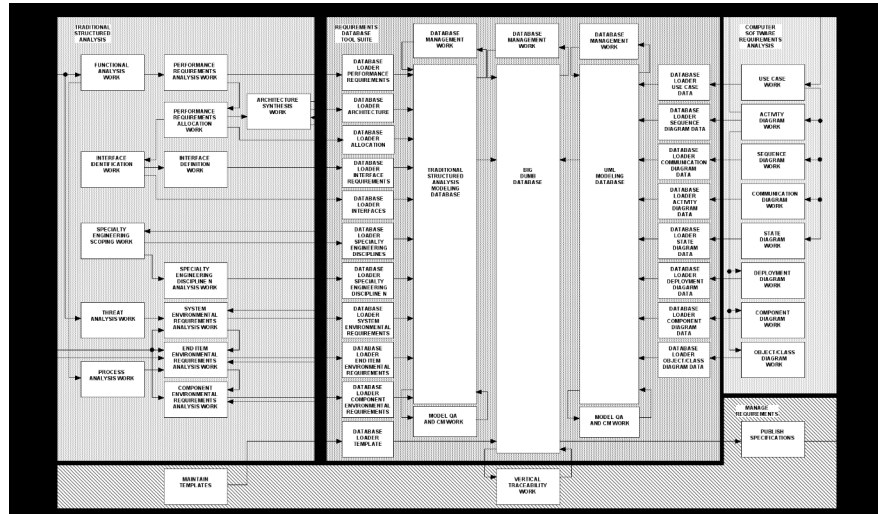 TRADITIONAL
STRUCTURED
ANALYSIS
FUNCTIONAL
ANALYSIS
WORK
PERFORMANCE
REQUIREMENTS
ANALYSIS WORK
PERFORMANCE
REQUIREMENTS
ALLOCATION
WORK
ARCHITECTURE
SYNTHESIS
WORK
INTERFACE
IDENTIFICATION
WORK
INTERFACE
DEFINITION
WORK
SPECIALTY
ENGINEERING
SCOPING WORK
SPECIALTY
ENGINEERING
DISCIPLINE N
ANALYSIS WORK
THREAT
ANALYSIS WORK
SYSTEM
ENVIRONMENTAL
REQUIREMENTS
ANALYSIS WORK
END ITEM
ENVIRONMENTAL
REQUIREMENTS
ANALYSIS WORK
PROCESS
ANALYSIS WORK
COMPONENT
ENVIRONMENTAL
REQUIREMENTS
ANALYSIS WORK
MAINTAIN
TEMPLATES
REQUIREMENTS
DATABASE
TOOL SUITE
DATABASE
LOADER
PERFORMANCE
REQUIREMENTS
DATABASE
LOADER
ARCHITECTURE
DATABASE
LOADER
ALLOCATION
DATABASE
LOADER
INTERFACE
REQUIREMENTS
DATABASE
LOADER
INTERFACES
DATABASE
LOADER
SPECIALTY
ENGINEERING
DISCIPLINES
DATABASE
LOADER
SPECIALTY
ENGINEERING
DISCIPLINE N
DATABASE
LOADER
SYSTEM
ENVIRONMENTAL
REQUIREMENTS
DATABASE
LOADER
END ITEM
ENVIRONMENTAL
REQUIREMENTS
DATABASE
LOADER
COMPONENT
ENVIRONMENTAL
REQUIREMENTS
DATABASE
LOADER
TEMPLATE
DATABASE
MANAGEMENT
WORK
TRADITIONAL
STRUCTURED
ANALYSIS
MODELING
DATABASE
MODEL QA
AND CM WORK
DATABASE
MANAGEMENT
WORK
BIG
DUMB
DATABASE
VERTICAL
TRACEABILITY
WORK
DATABASE
MANAGEMENT
WORK
UML
MODELING
DATABASE
MODEL QA
AND CM WORK
DATABASE
LOADER
USE CASE
DATA
DATABASE
LOADER
SEQUENCE
DIAGRAM DATA
DATABASE
LOADER
COMMUNICATION
DIAGRAM
DATA
DATABASE
LOADER
ACTIVITY
DIAGRAM
DATA
DATABASE
LOADER
STATE
DIAGRAM
DATA
DATABASE
LOADER
DEPLOYMENT
DIAGARM
DATA
DATABASE
LOADER
COMPONENT
DIAGRAM
DATA
DATABASE
LOADER
OBJECT/CLASS
DIAGRAM DATA
COMPUTER
SOFTWARE
REQUIREMENTS
ANALYSIS
USE CASE
WORK
ACTIVITY
DIAGRAM
WORK
SEQUENCE
DIAGRAM
WORK
COMMUNICATION
DIAGRAM
WORK
STATE
DIAGRAM
WORK
DEPLOYMENT
DIAGRAM
WORK
COMPONENT
DIAGRAM
WORK
OBJECT/CLASS
DIAGRAM
WORK
MANAGE
REQUIREMENTS
PUBLISH
SPECIFICATIONS